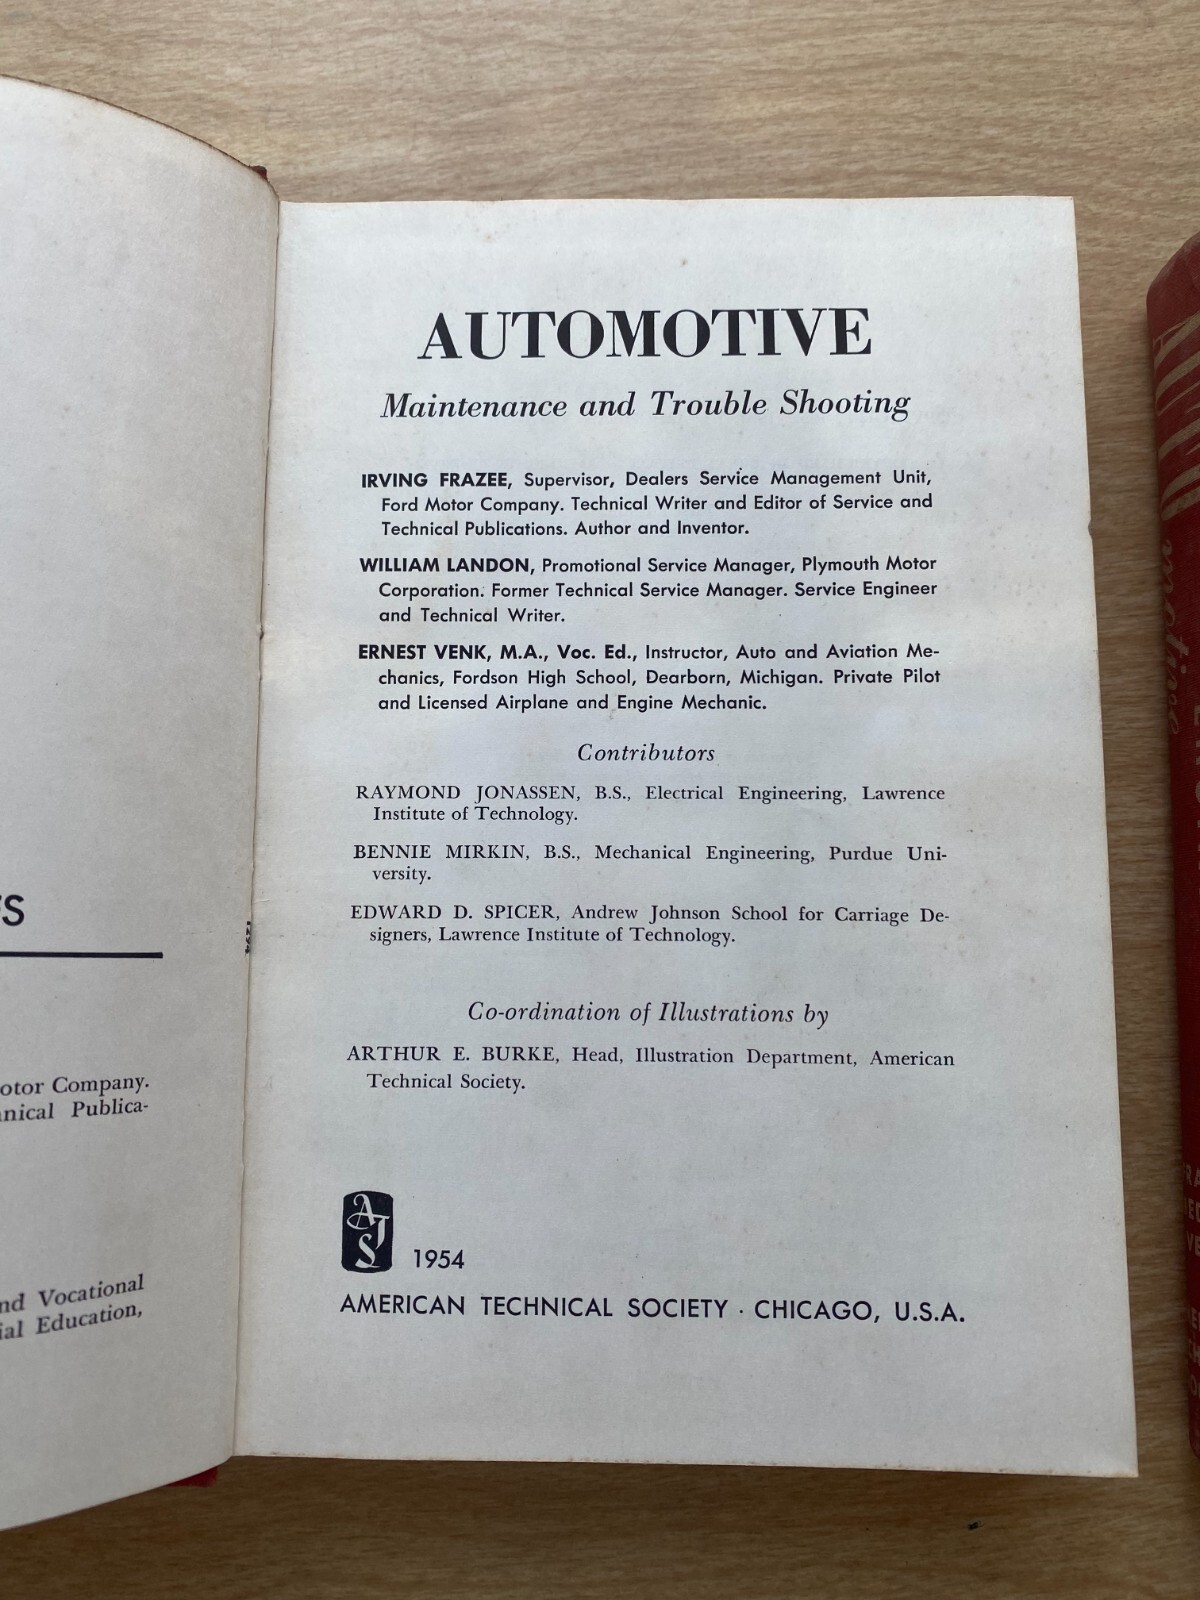 AUTOMOTIVE
Maintenance and Trouble Shooting
IRVING FRAZEE, Supervisor, Dealers Service Management Unit,
Ford Motor Company. Technical Writer and Editor of Service and
Technical Publications. Author and Inventor.
WILLIAM LANDON, Promotional Service Manager, Plymouth Motor
Corporation. Former Technical Service Manager. Service Engineer
and Technical Writer.
ERNEST VENK, M.A., Voc. Ed., Instructor, Auto and Aviation Me-
chanics, Fordson High School, Dearborn, Michigan. Private Pilot
and Licensed Airplane and Engine Mechanic.
Contributors
RAYMOND JONASSEN, B.S., Electrical Engineering, Lawrence
Institute of Technology.
BENNIE MIRKIN, B.S., Mechanical Engineering, Purdue Uni-
versity.
EDWARD D. SPICER, Andrew Johnson School for Carriage De-
signers, Lawrence Institute of Technology.
Co-ordination of Illustrations by
ARTHUR E. BURKE, Head, Illustration Department, American
Technical Society.
ATS
1954
AMERICAN TECHNICAL SOCIETY · CHICAGO, U.S.A.
otor Company.
nical Publica-
nd Vocational
ial Education,